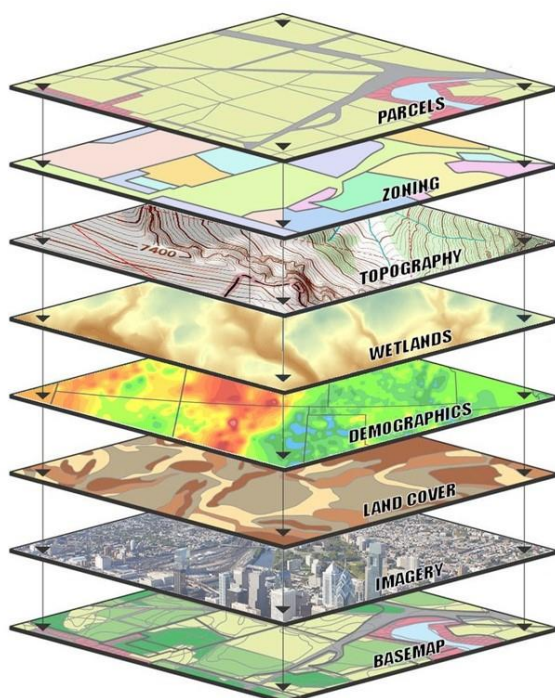 PARCELS
ZONING
7400
TOPOGRAPHY
WETLANDS
DEMOGRAPHICS
LAND COVER
IMAGERY
BASEMAP